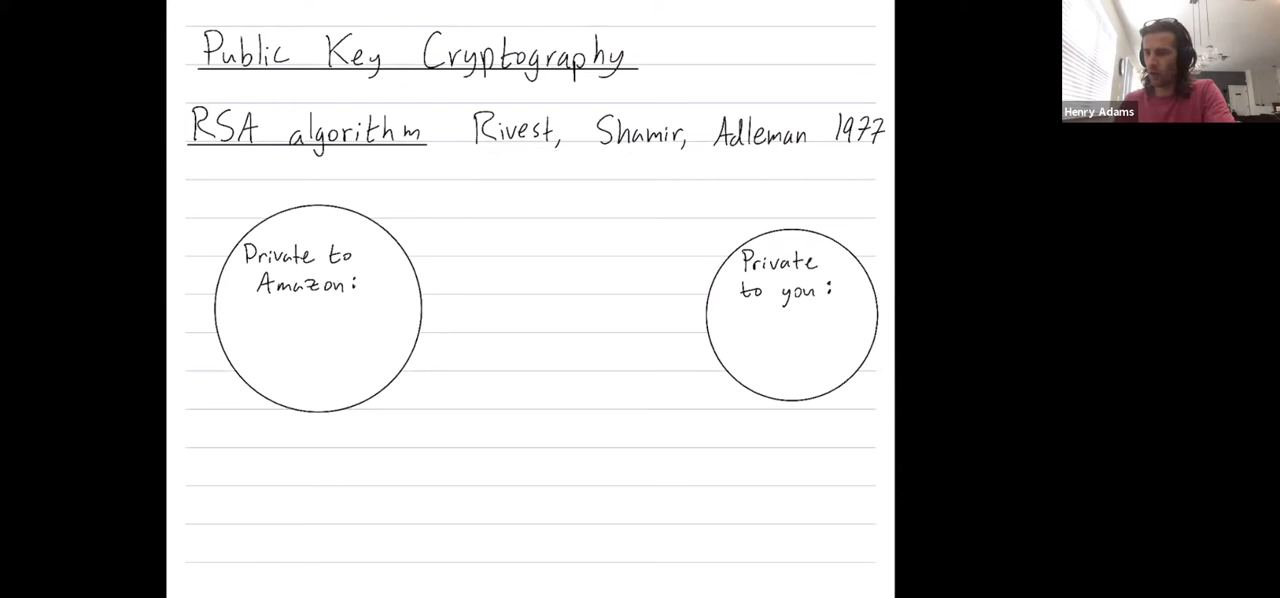 Public Key Cryptography
RSA algorithm Rivest, Shamir, Adleman 1977
Private to
Amazon:
Private
to you:
Henry Adams